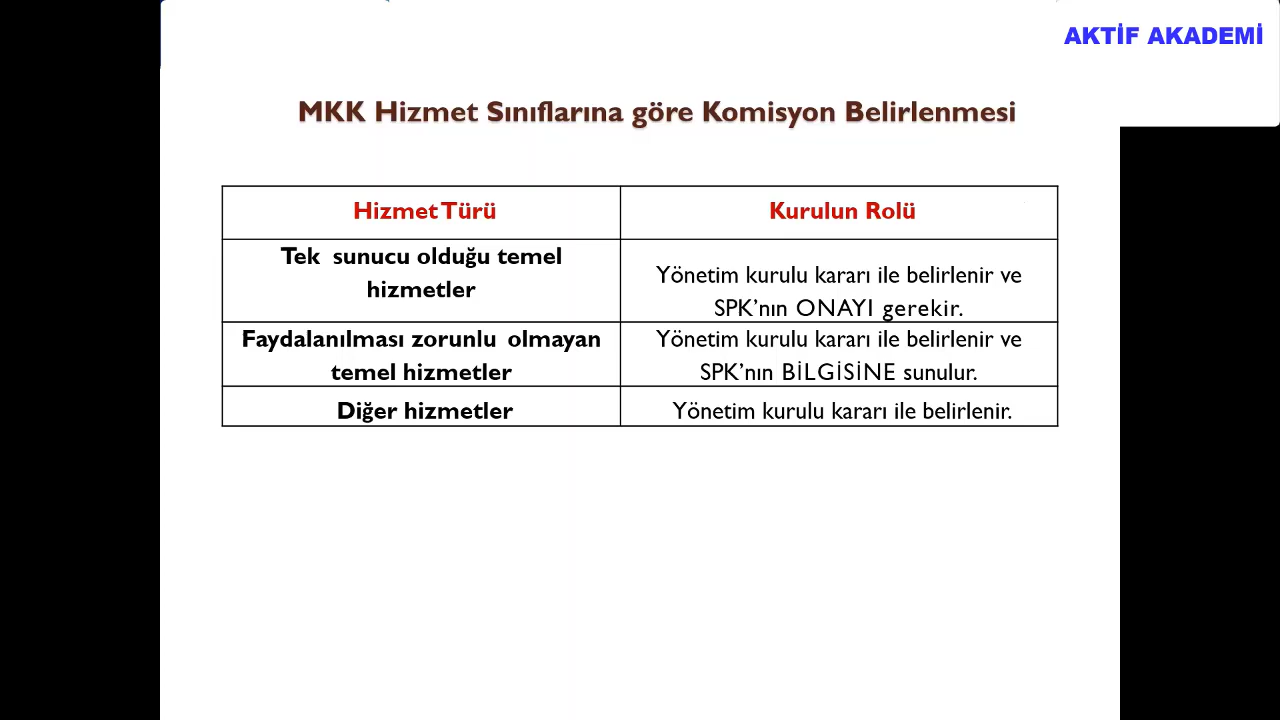 AKTİF AKADEMİ
MKK Hizmet Sınıflarına göre Komisyon Belirlenmesi
Hizmet Türü
Kurulun Rolü
Tek sunucu olduğu temel
hizmetler
Yönetim kurulu kararı ile belirlenir ve
SPK’nın ONAYI gerekir.
Faydalanılması zorunlu olmayan
temel hizmetler
Yönetim kurulu kararı ile belirlenir ve
SPK’nın BİLGİSİNE sunulur.
Diğer hizmetler
Yönetim kurulu kararı ile belirlenir.